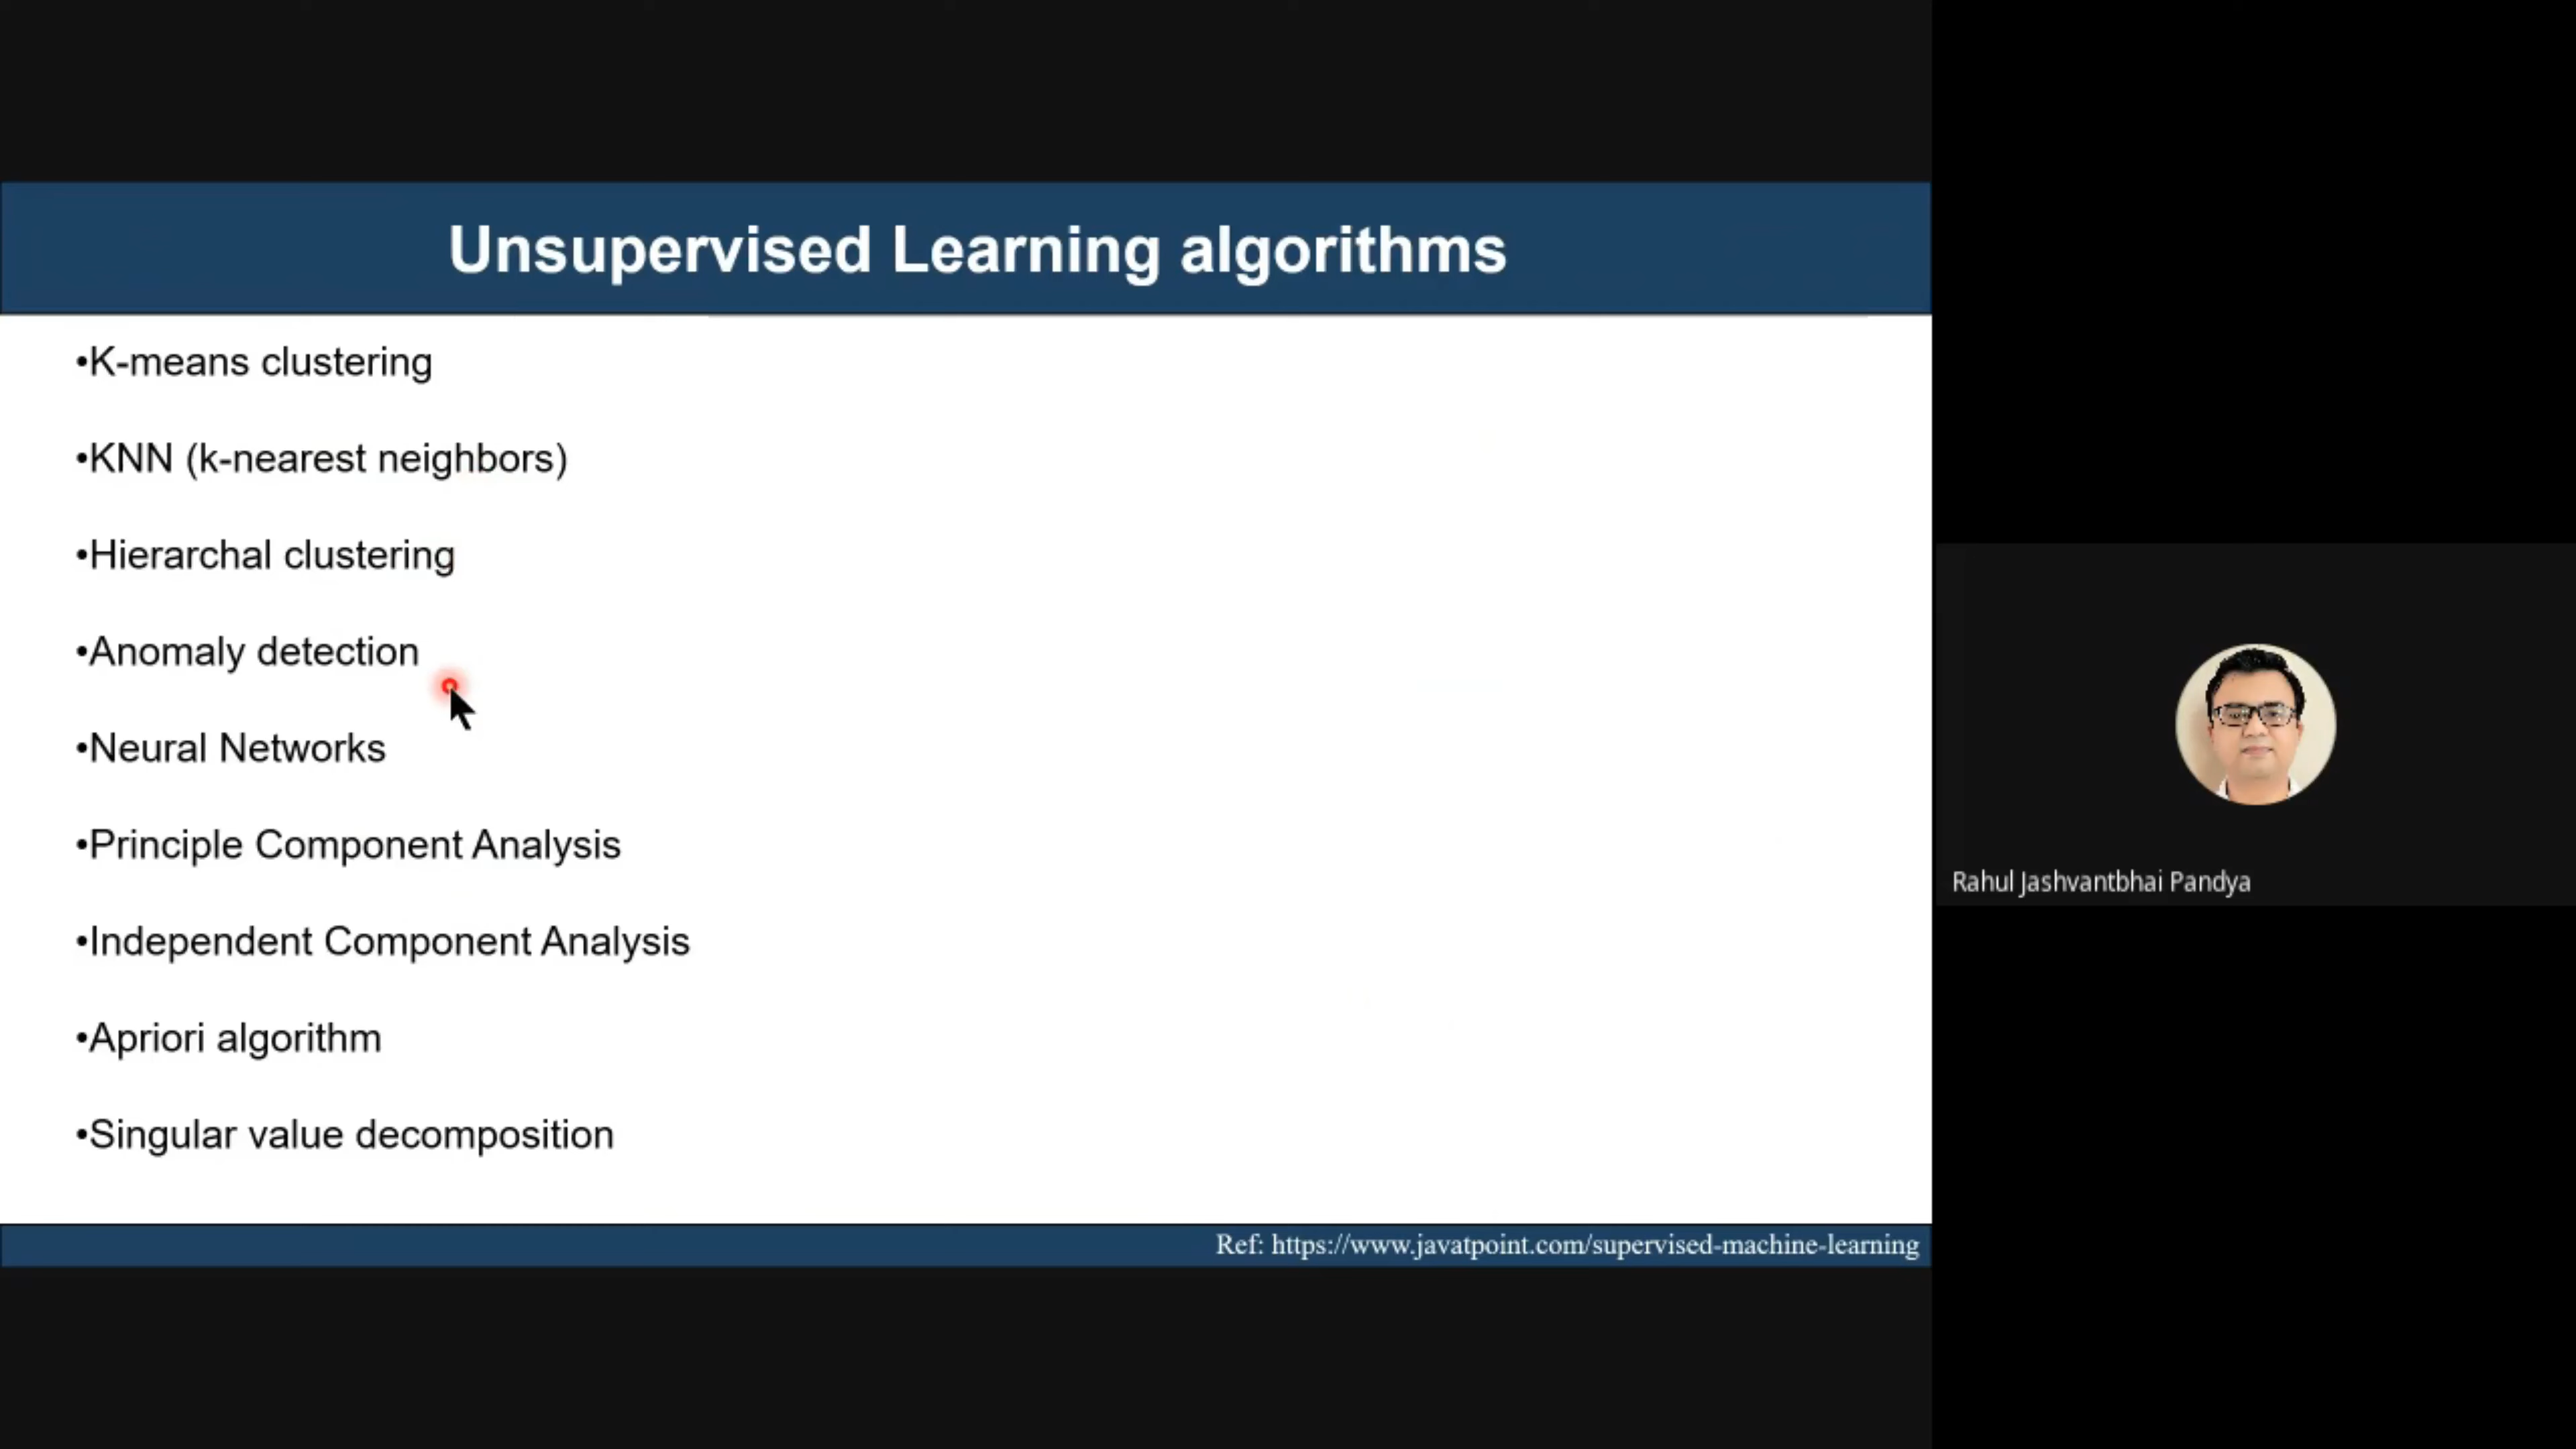 Unsupervised Learning algorithms
•K-means clustering
•KNN (k-nearest neighbors)
•Hierarchal clustering
•Anomaly detection
•Neural Networks
•Principle Component Analysis
•Independent Component Analysis
•Apriori algorithm
•Singular value decomposition
Ref: https://www.javatpoint.com/supervised-machine-learning
Rahul Jashvantbhai Pandya